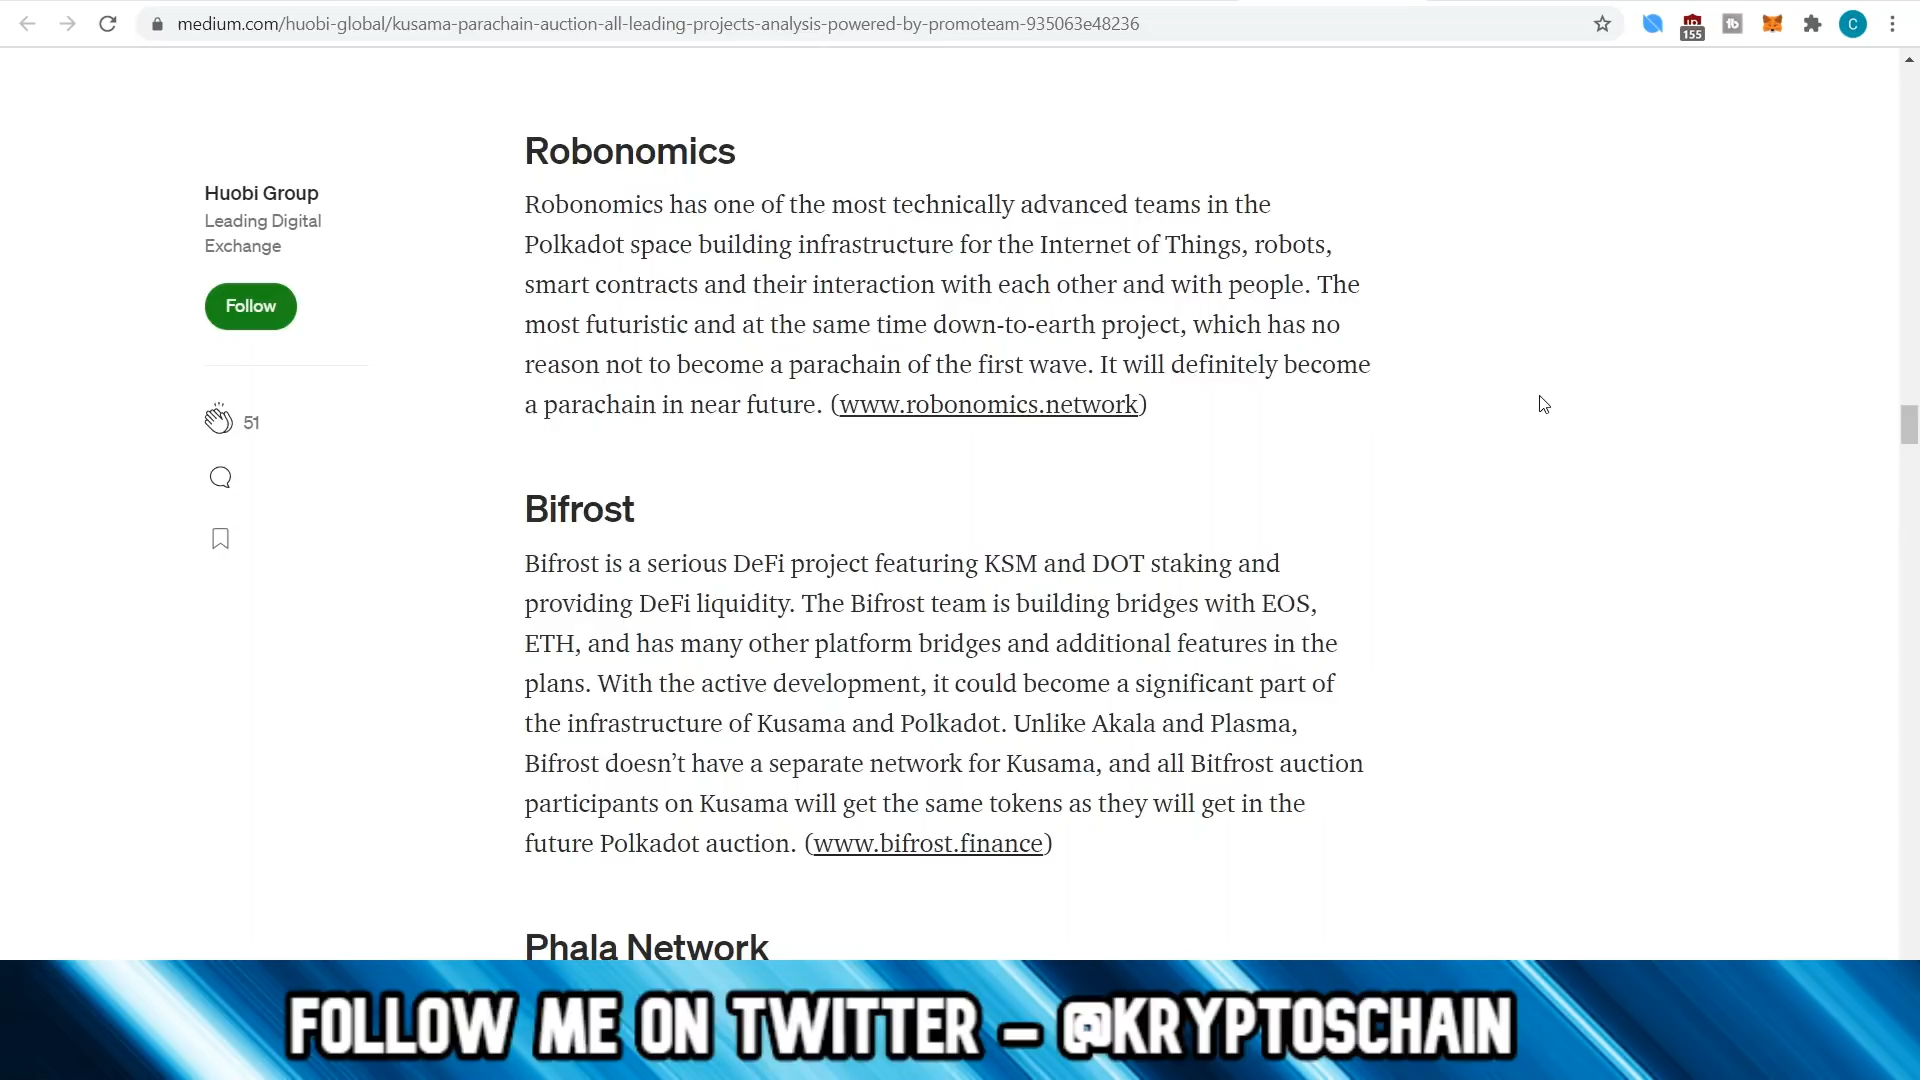 medium.com/huobi-global/kusama-parachain-auction-all-leading-projects-analysis-powered-by-promoteam-935063e48236
155
tb
C
Huobi Group
Leading Digital
Exchange
Follow
51
Robonomics
Robonomics has one of the most technically advanced teams in the
Polkadot space building infrastructure for the Internet of Things, robots,
smart contracts and their interaction with each other and with people. The
most futuristic and at the same time down-to-earth project, which has no
reason not to become a parachain of the first wave. It will definitely become
a parachain in near future. (www.robonomics.network)
Bifrost
Bifrost is a serious DeFi project featuring KSM and DOT staking and
providing DeFi liquidity. The Bifrost team is building bridges with EOS,
ETH, and has many other platform bridges and additional features in the
plans. With the active development, it could become a significant part of
the infrastructure of Kusama and Polkadot. Unlike Akala and Plasma,
Bifrost doesn’t have a separate network for Kusama, and all Bitfrost auction
participants on Kusama will get the same tokens as they will get in the
future Polkadot auction. (www.bifrost.finance)
Phala Network
FOLLOW ME ON TWITTER – @KRYPTOSCHAIN